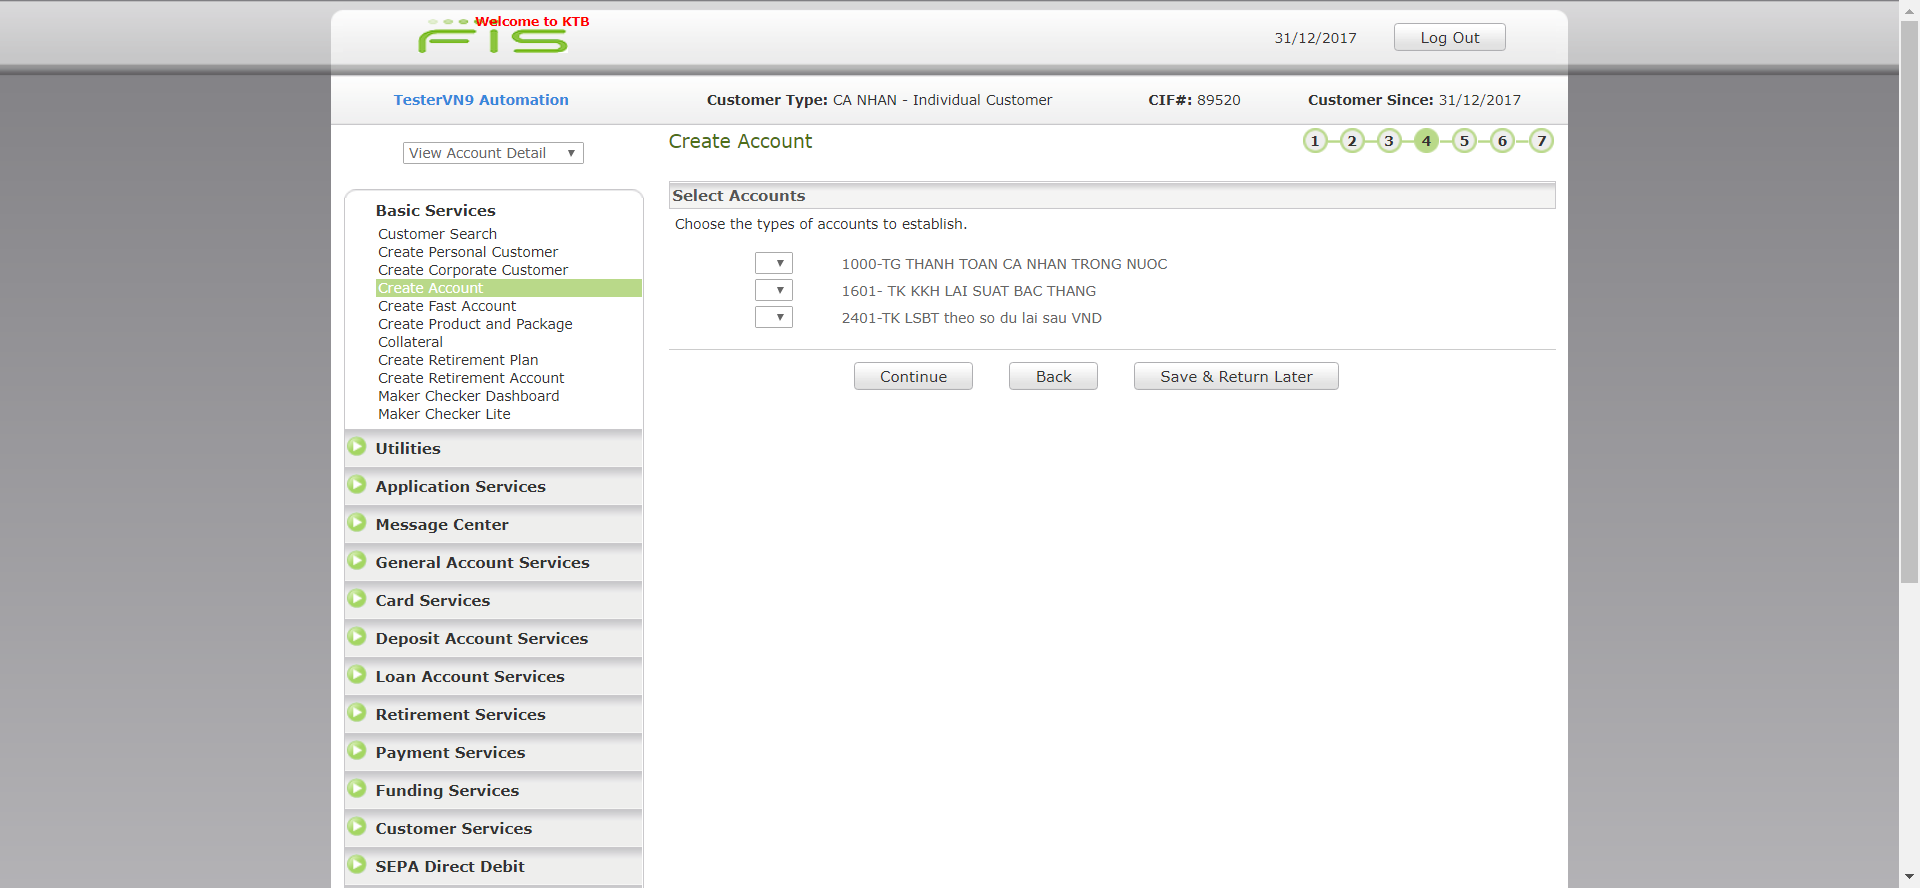 Welcome to KTB
FIS
31/12/2017
Log Out
TesterVN9 Automation
Customer Type: CA NHAN - Individual Customer
CIF#: 89520
Customer Since: 31/12/2017
View Account Detail
Create Account
1 2 3 4 5 6 7
Basic Services
Customer Search
Create Personal Customer
Create Corporate Customer
Create Account
Create Fast Account
Create Product and Package
Collateral
Create Retirement Plan
Create Retirement Account
Maker Checker Dashboard
Maker Checker Lite
Utilities
Application Services
Message Center
General Account Services
Card Services
Deposit Account Services
Loan Account Services
Retirement Services
Payment Services
Funding Services
Customer Services
SEPA Direct Debit
Select Accounts
Choose the types of accounts to establish.
1000-TG THANH TOAN CA NHAN TRONG NUOC
1601- TK KKH LAI SUAT BAC THANG
2401-TK LSBT theo so du lai sau VND
Continue
Back
Save & Return Later